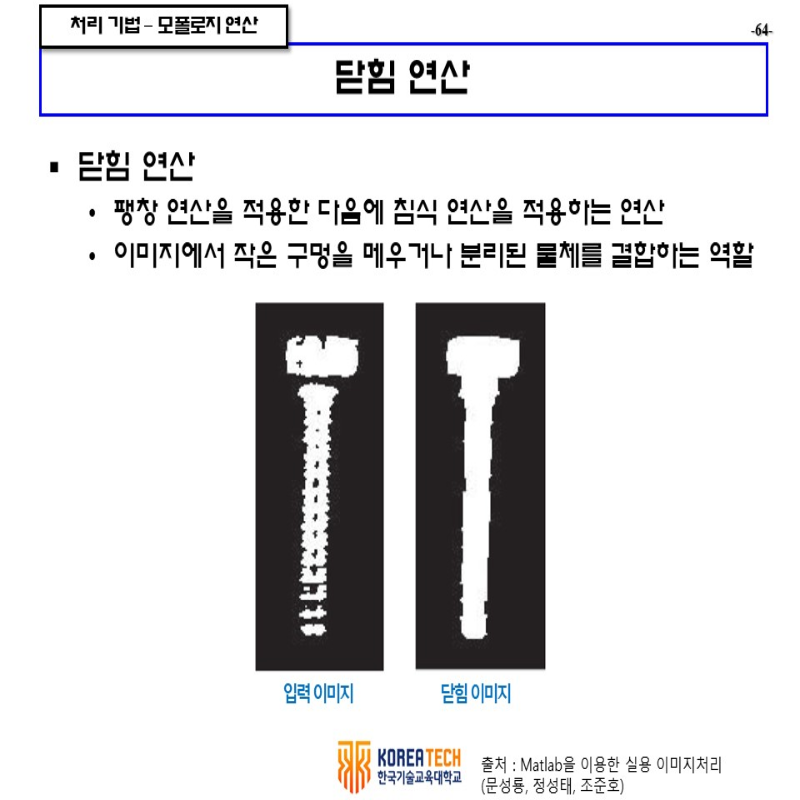 처리 기법 – 모폴로지 연산
-64-
닫힘 연산
▪ 닫힘 연산
• 팽창 연산을 적용한 다음에 침식 연산을 적용하는 연산
• 이미지에서 작은 구멍을 메우거나 분리된 물체를 결합하는 역할
입력 이미지
닫힘 이미지
KOREATECH
한국기술교육대학교
출처 : Matlab을 이용한 실용 이미지처리
(문성룡, 정성태, 조준호)